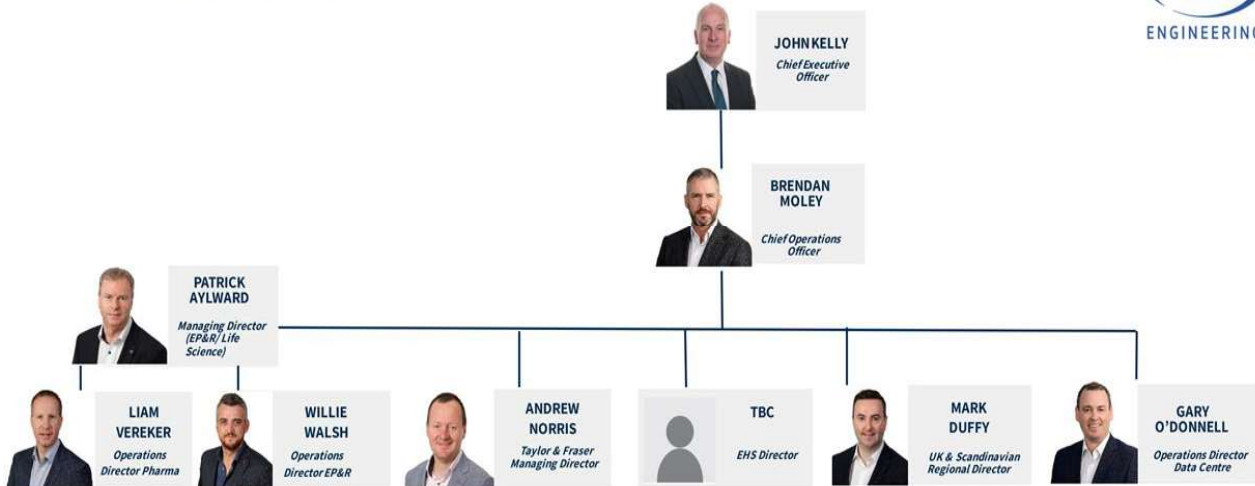 ENGINEERING
JOHN KELLY
Chief Executive
Officer
BRENDAN
MOLEY
Chief Operations
Officer
PATRICK
AYLWARD
Managing Director
(EP&R/ Life
Science)
LIAM
VEREKER
Operations
Director Pharma
WILLIE
WALSH
Operations
Director EP&R
ANDREW
NORRIS
Taylor & Fraser
Managing Director
TBC
EHS Director
MARK
DUFFY
UK & Scandinavian
Regional Director
GARY
O’DONNELL
Operations Director
Data Centre